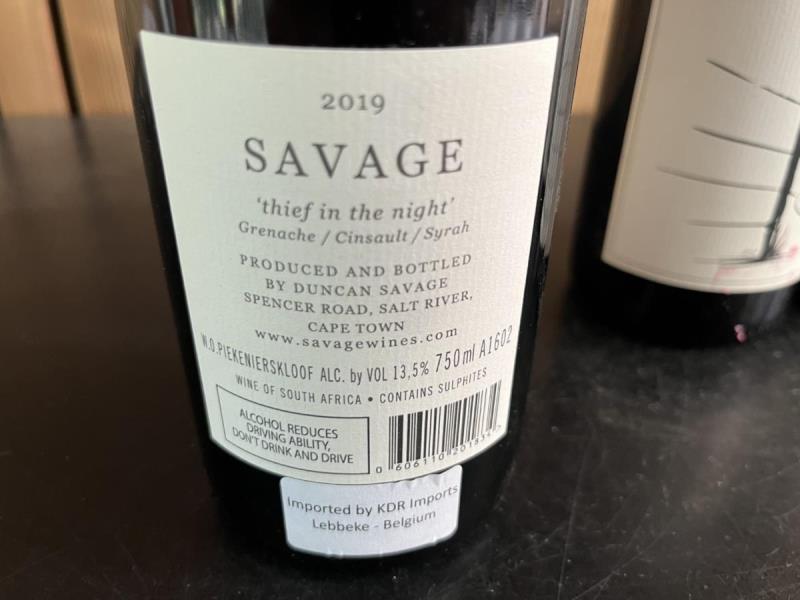 2019
SAVAGE
'thief in the night'
Grenache / Cinsault / Syrah
PRODUCED AND BOTTLED
BY DUNCAN SAVAGE
SPENCER ROAD, SALT RIVER,
CAPE TOWN
www.savagewines.com
W.O.PIEKENIERSKLOOF ALC. by VOL 13,5% 750ml A1602
WINE OF SOUTH AFRICA • CONTAINS SULPHITES
ALCOHOL REDUCES
DRIVING ABILITY,
DON'T DRINK AND DRIVE
Imported by KDR Imports
Lebbeke - Belgium